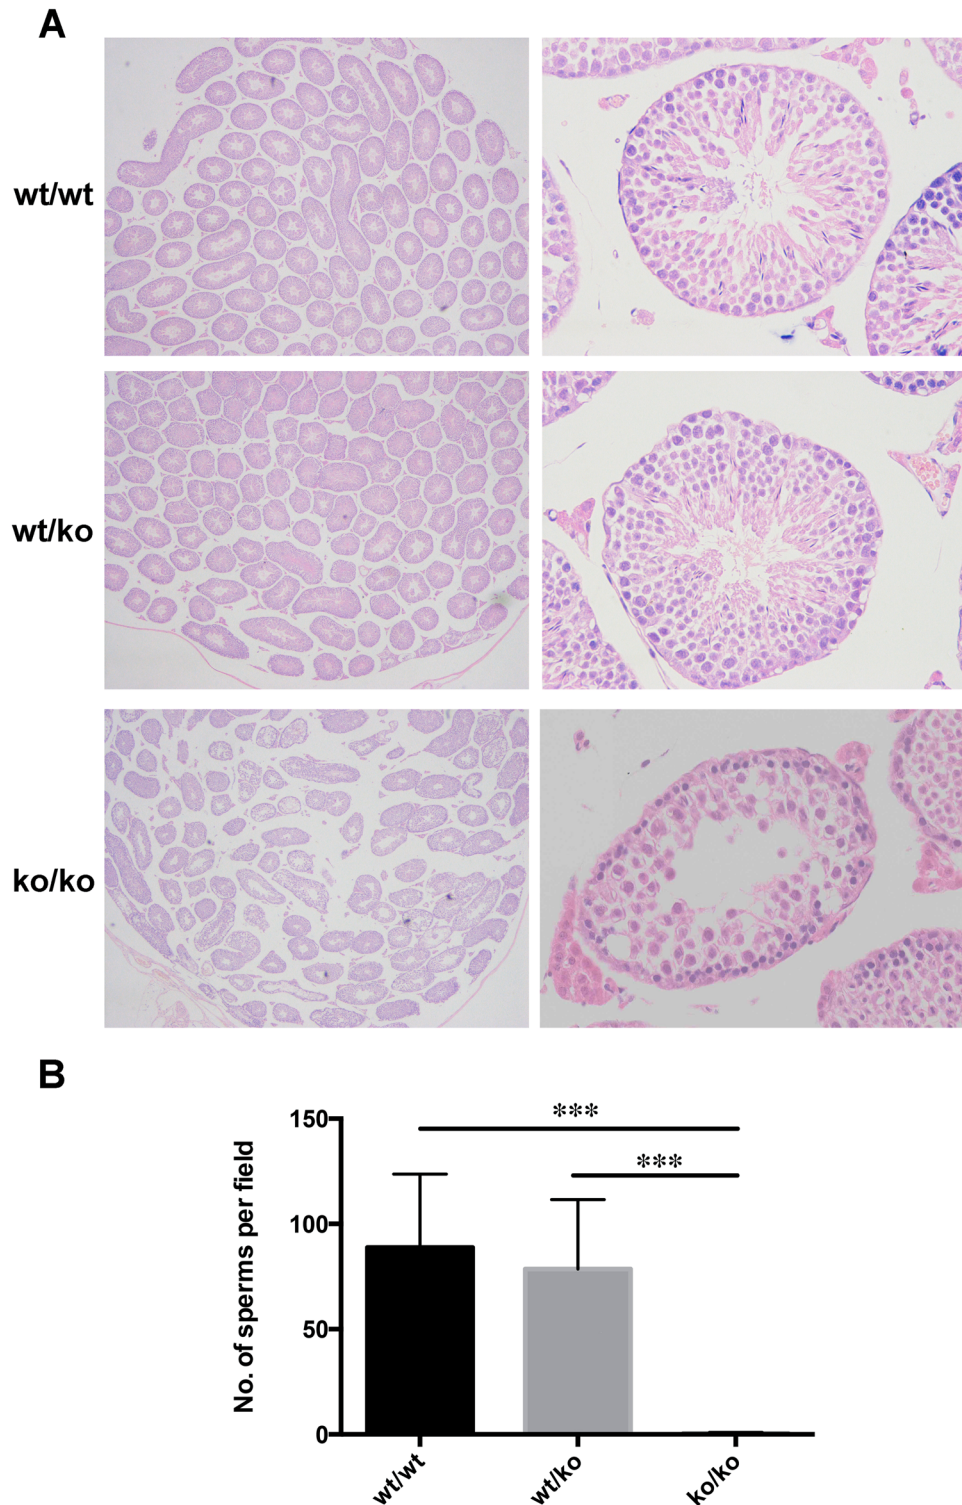 A
wt/wt
wt/ko
ko/ko
B
No. of sperms per field
150
100
50
0
***
***
wt/wt
wt/ko
ko/ko